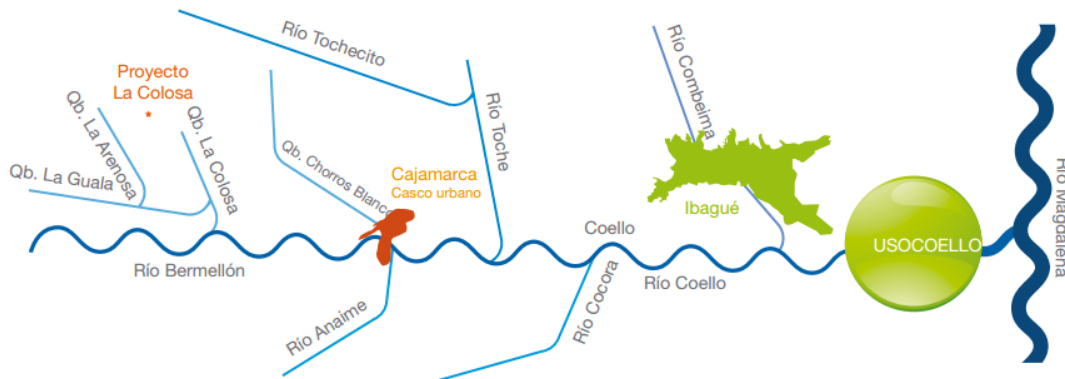 Río Tochecito
Proyecto
La Colosa
*
Qb. La Arenosa
Qb. La Colosa
Qb. La Guala
Qb. Chorros Blanco
Río Toche
Río Combeima
Cajamarca
Casco urbano
Ibagué
Coello
USOCOELLO
Río Magdalena
Río Bermellón
Río Coello
Río Anaime
Río Cocora